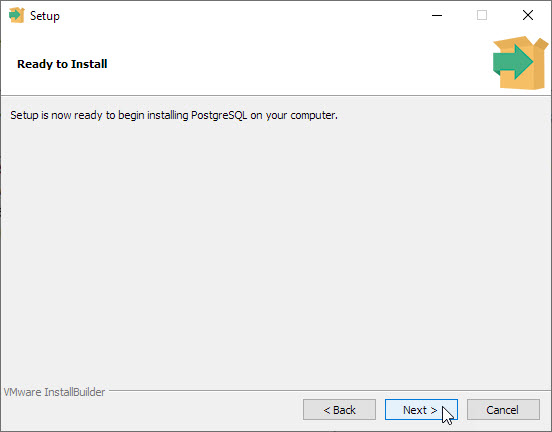 Setup
Ready to Install
Setup is now ready to begin installing PostgreSQL on your computer.
VMware InstallBuilder
< Back
Next >
Cancel